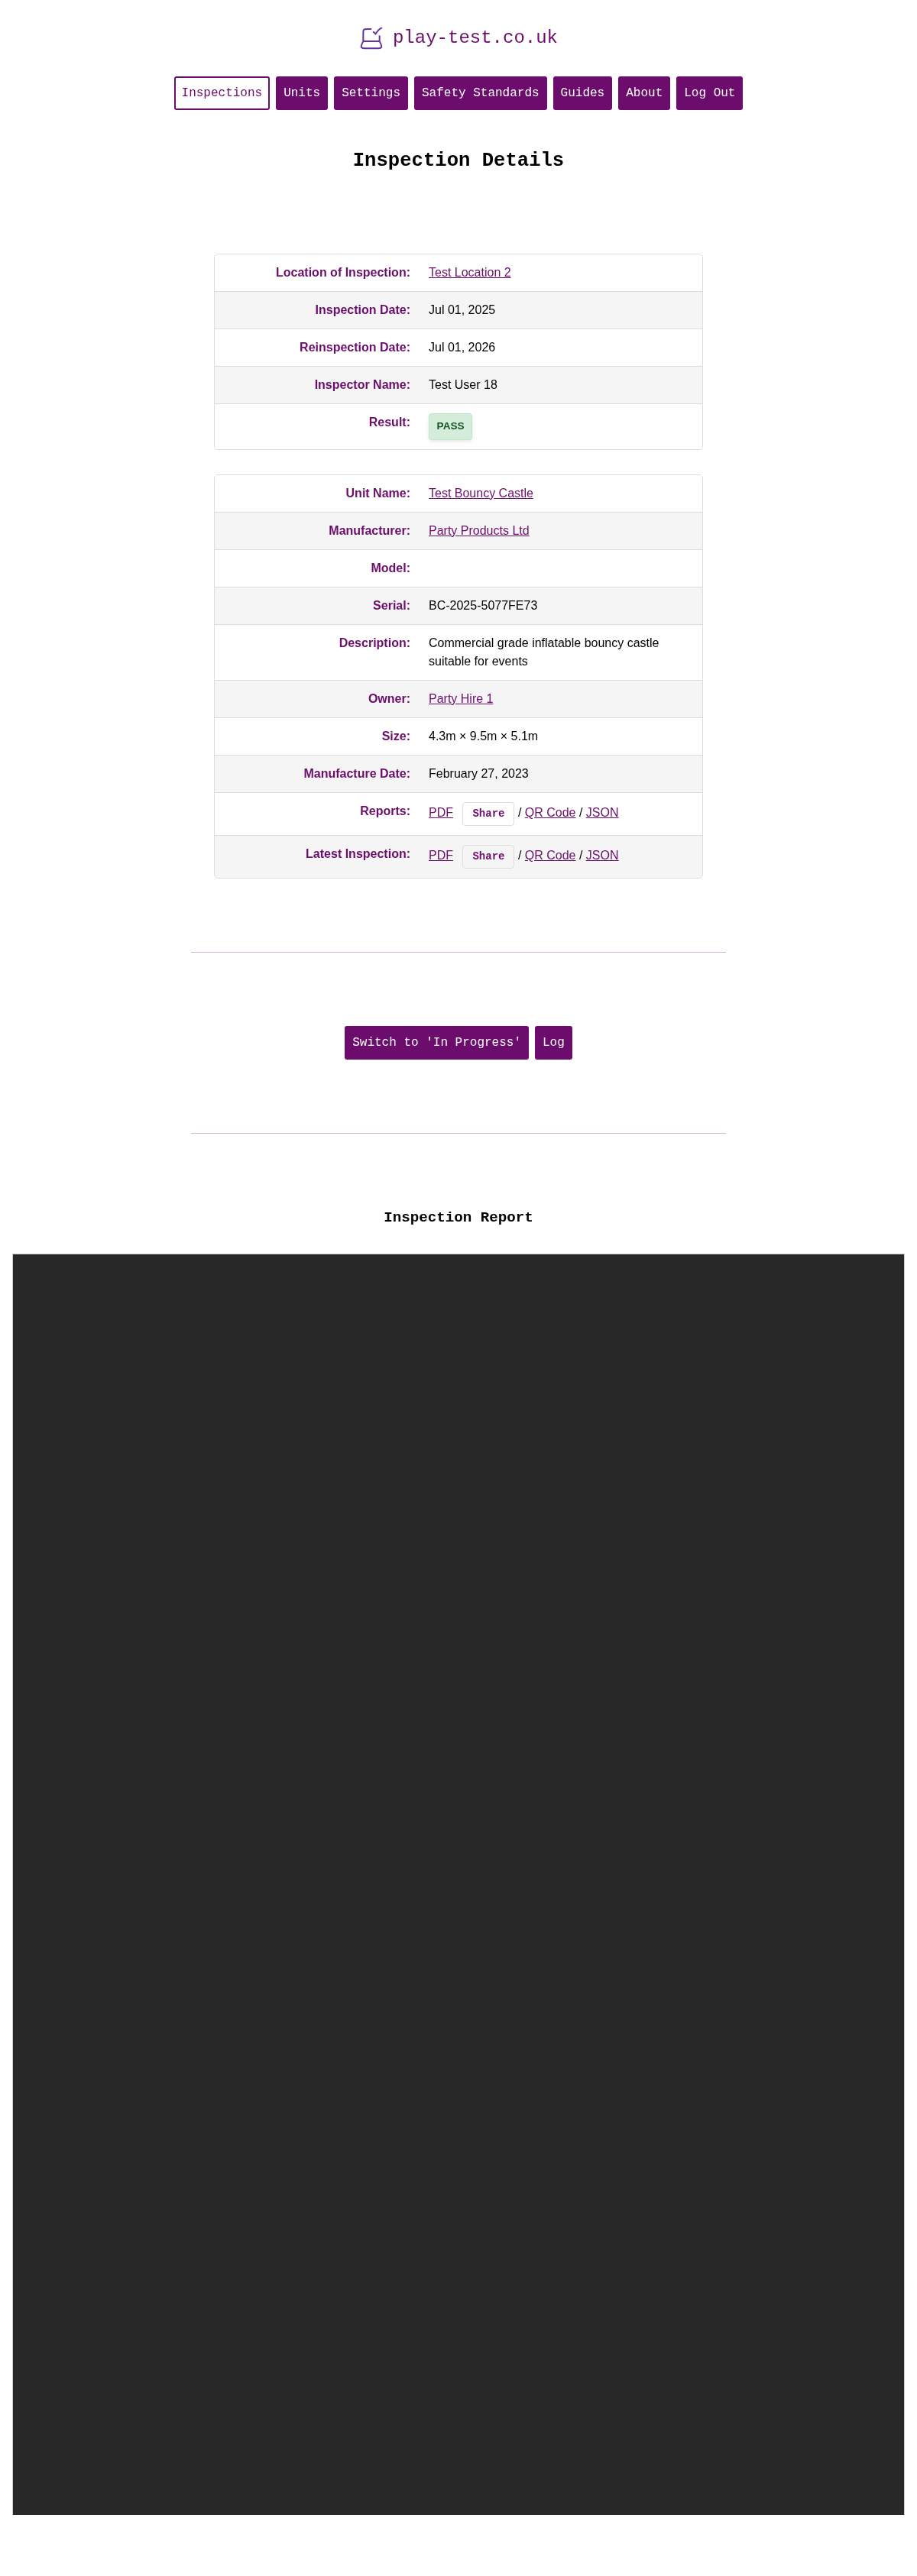 play-test.co.uk
Inspections Units Settings Safety Standards Guides About Log Out
Inspection Details
Location of Inspection: Test Location 2
Inspection Date: Jul 01, 2025
Reinspection Date: Jul 01, 2026
Inspector Name: Test User 18
Result: PASS
Unit Name: Test Bouncy Castle
Manufacturer: Party Products Ltd
Model:
Serial: BC-2025-5077FE73
Description: Commercial grade inflatable bouncy castle
suitable for events
Owner: Party Hire 1
Size: 4.3m × 9.5m × 5.1m
Manufacture Date: February 27, 2023
Reports: PDF Share / QR Code / JSON
Latest Inspection: PDF Share / QR Code / JSON
Switch to 'In Progress' Log
Inspection Report